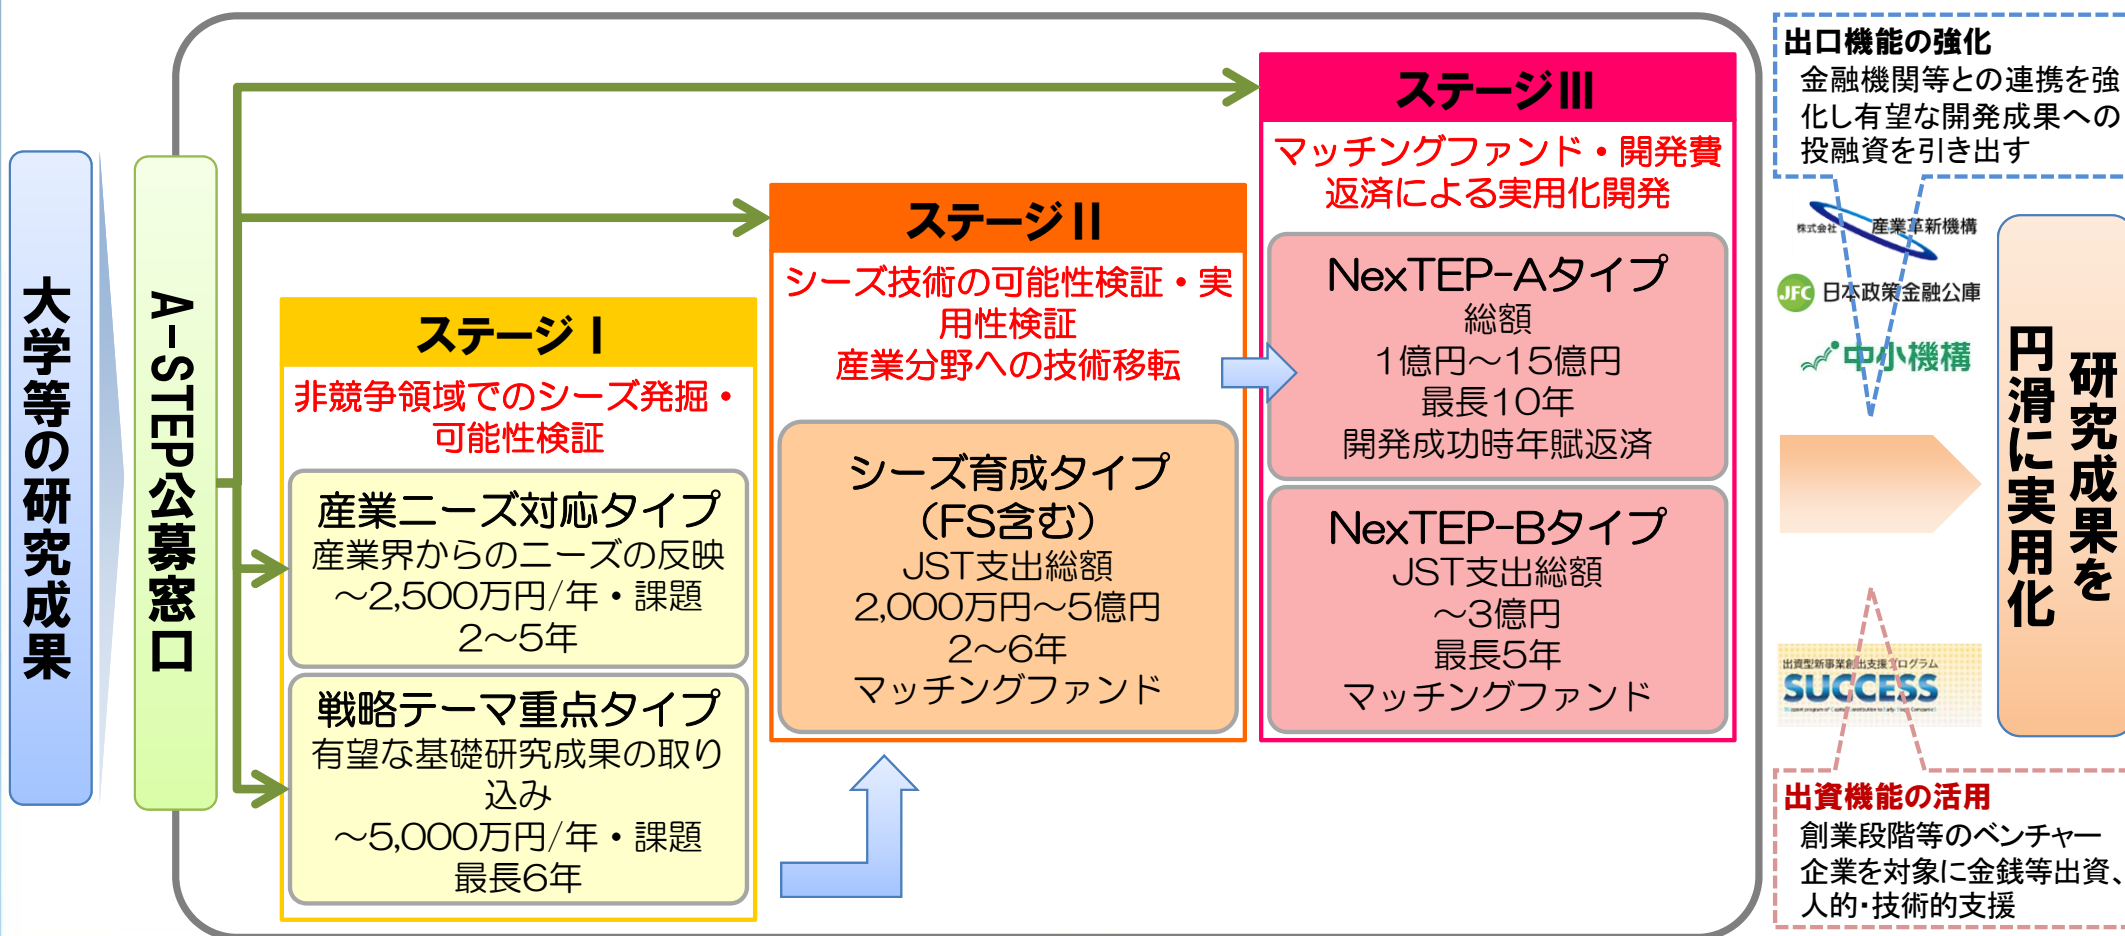 大学等の研究成果
A-STEP公募窓口
ステージⅠ
非競争領域でのシーズ発掘・
可能性検証
産業ニーズ対応タイプ
産業界からのニーズの反映
～2,500万円/年・課題
2～5年
戦略テーマ重点タイプ
有望な基礎研究成果の取り
込み
～5,000万円/年・課題
最長6年
ステージⅡ
シーズ技術の可能性検証・実
用性検証
産業分野への技術移転
シーズ育成タイプ
(FS含む)
JST支出総額
2,000万円～5億円
2～6年
マッチングファンド
ステージⅢ
マッチングファンド・開発費
返済による実用化開発
NexTEP-Aタイプ
総額
1億円～15億円
最長10年
開発成功時年賦返済
NexTEP-Bタイプ
JST支出総額
～3億円
最長5年
マッチングファンド
出口機能の強化
金融機関等との連携を強
化し有望な開発成果への
投融資を引き出す
株式会社 産業革新機構
JFC 日本政策金融公庫
中小機構
研究成果を
円滑に実用化
出資型新事業創出支援プログラム
SUCCESS
出資機能の活用
創業段階等のベンチャー
企業を対象に金銭等出資、
人的・技術的支援